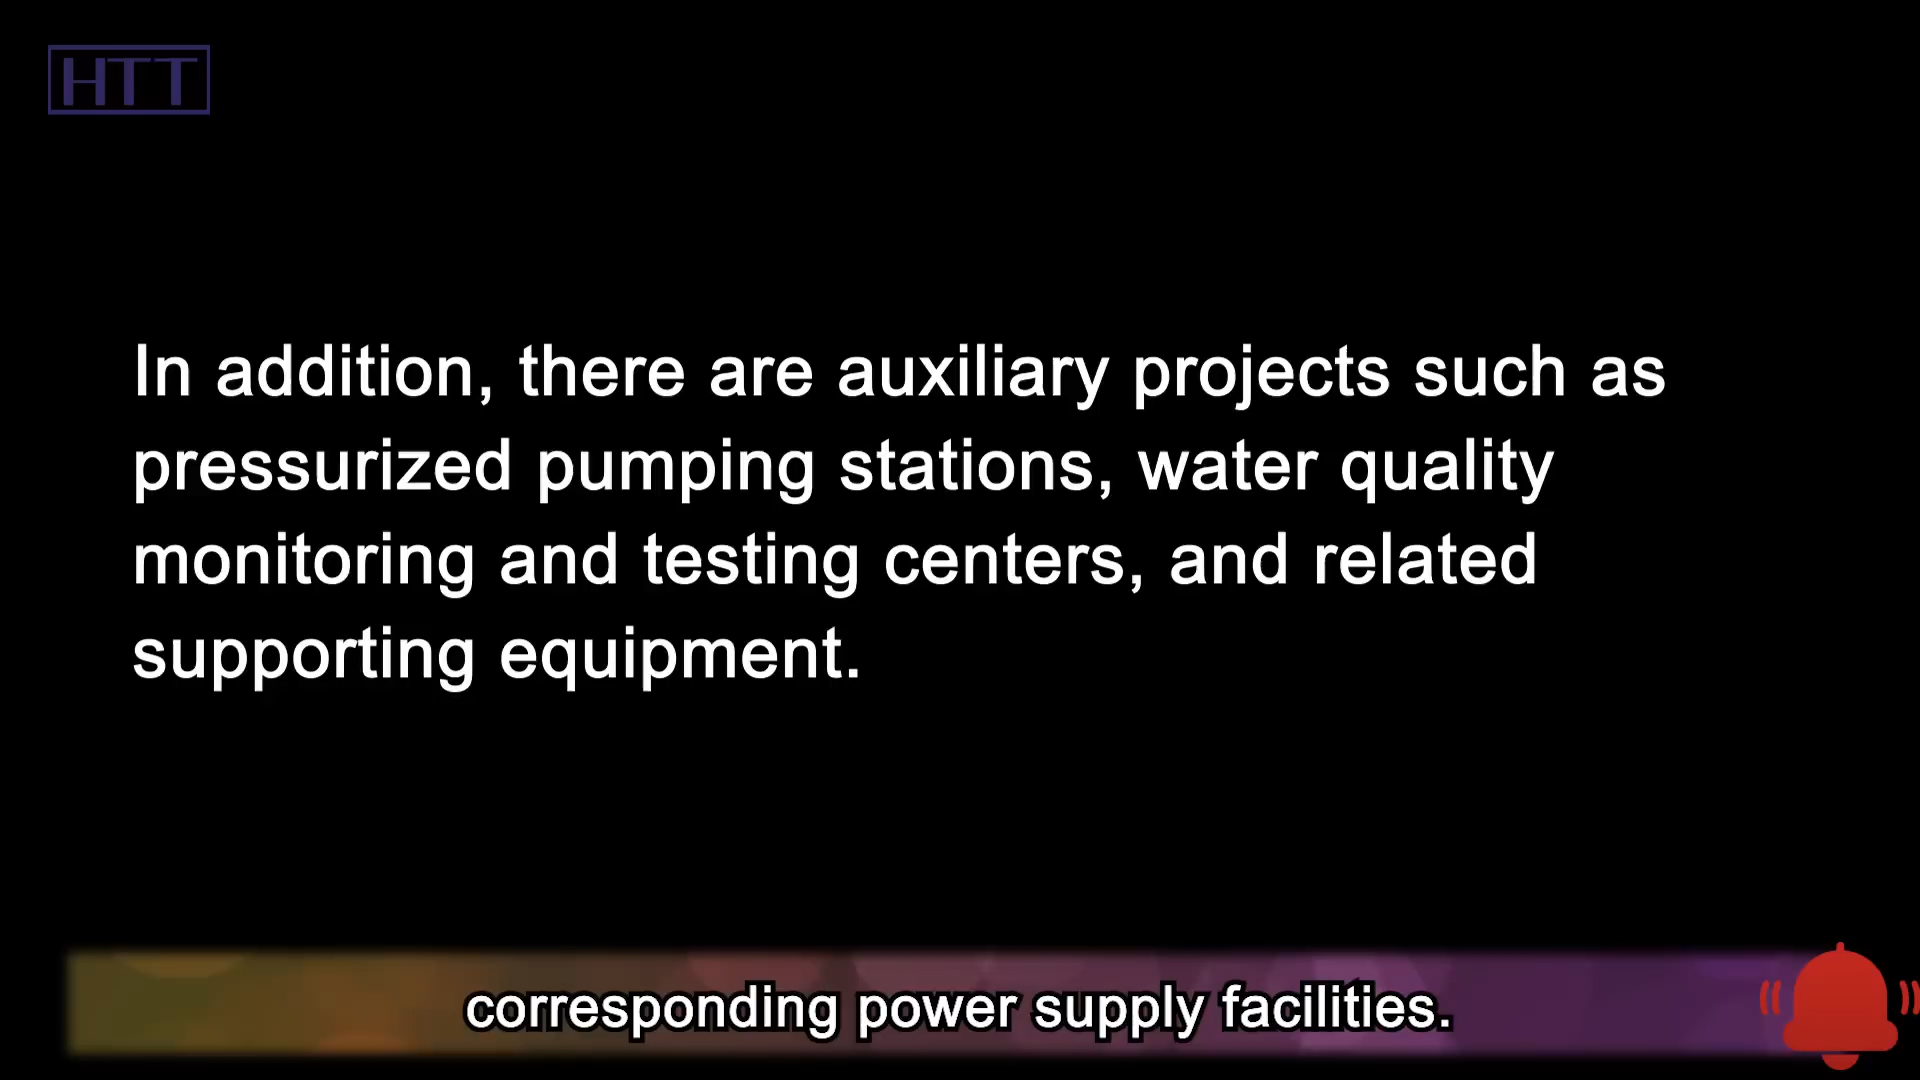 HTT
In addition, there are auxiliary projects such as
pressurized pumping stations, water quality
monitoring and testing centers, and related
supporting equipment.
corresponding power supply facilities.